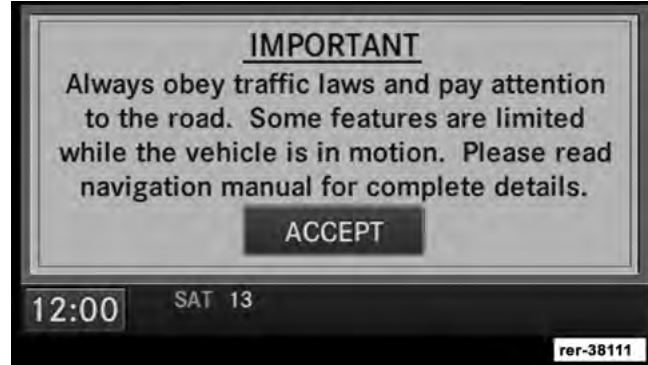 IMPORTANT
Always obey traffic laws and pay attention
to the road. Some features are limited
while the vehicle is in motion. Please read
navigation manual for complete details.
ACCEPT
12:00 SAT 13
rer-38111